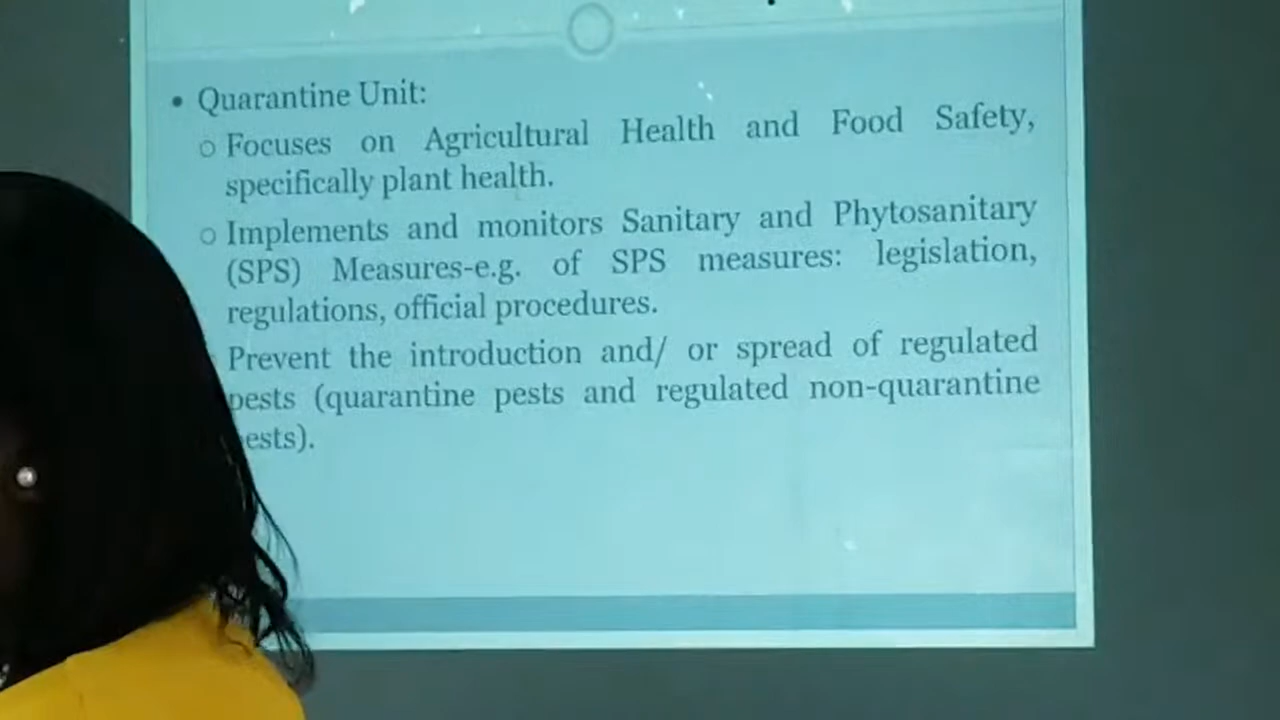 • Quarantine Unit:
o Focuses on Agricultural Health and Food Safety,
specifically plant health.
o Implements and monitors Sanitary and Phytosanitary
(SPS) Measures-e.g. of SPS measures: legislation,
regulations, official procedures.
Prevent the introduction and/ or spread of regulated
pests (quarantine pests and regulated non-quarantine
ests).